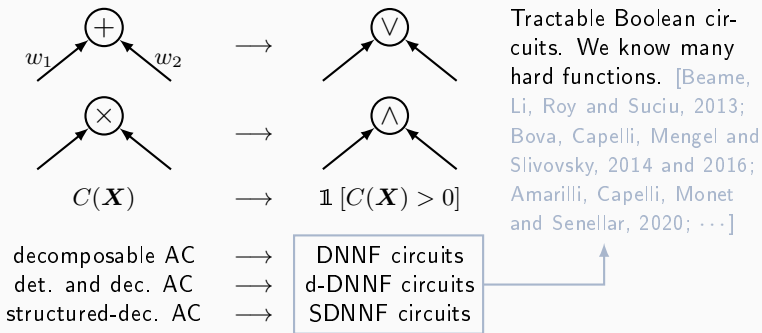 +
w₁ w₂ ⟶ ∨
× ⟶ ∧
C(X) ⟶ 𝟙 [C(X) > 0]
decomposable AC ⟶ DNNF circuits
det. and dec. AC ⟶ d-DNNF circuits
structured-dec. AC ⟶ SDNNF circuits
Tractable Boolean cir-
cuits. We know many
hard functions. [Beame,
Li, Roy and Suciu, 2013;
Bova, Capelli, Mengel and
Slivovsky, 2014 and 2016;
Amarilli, Capelli, Monet
and Senellar, 2020; ⋯]